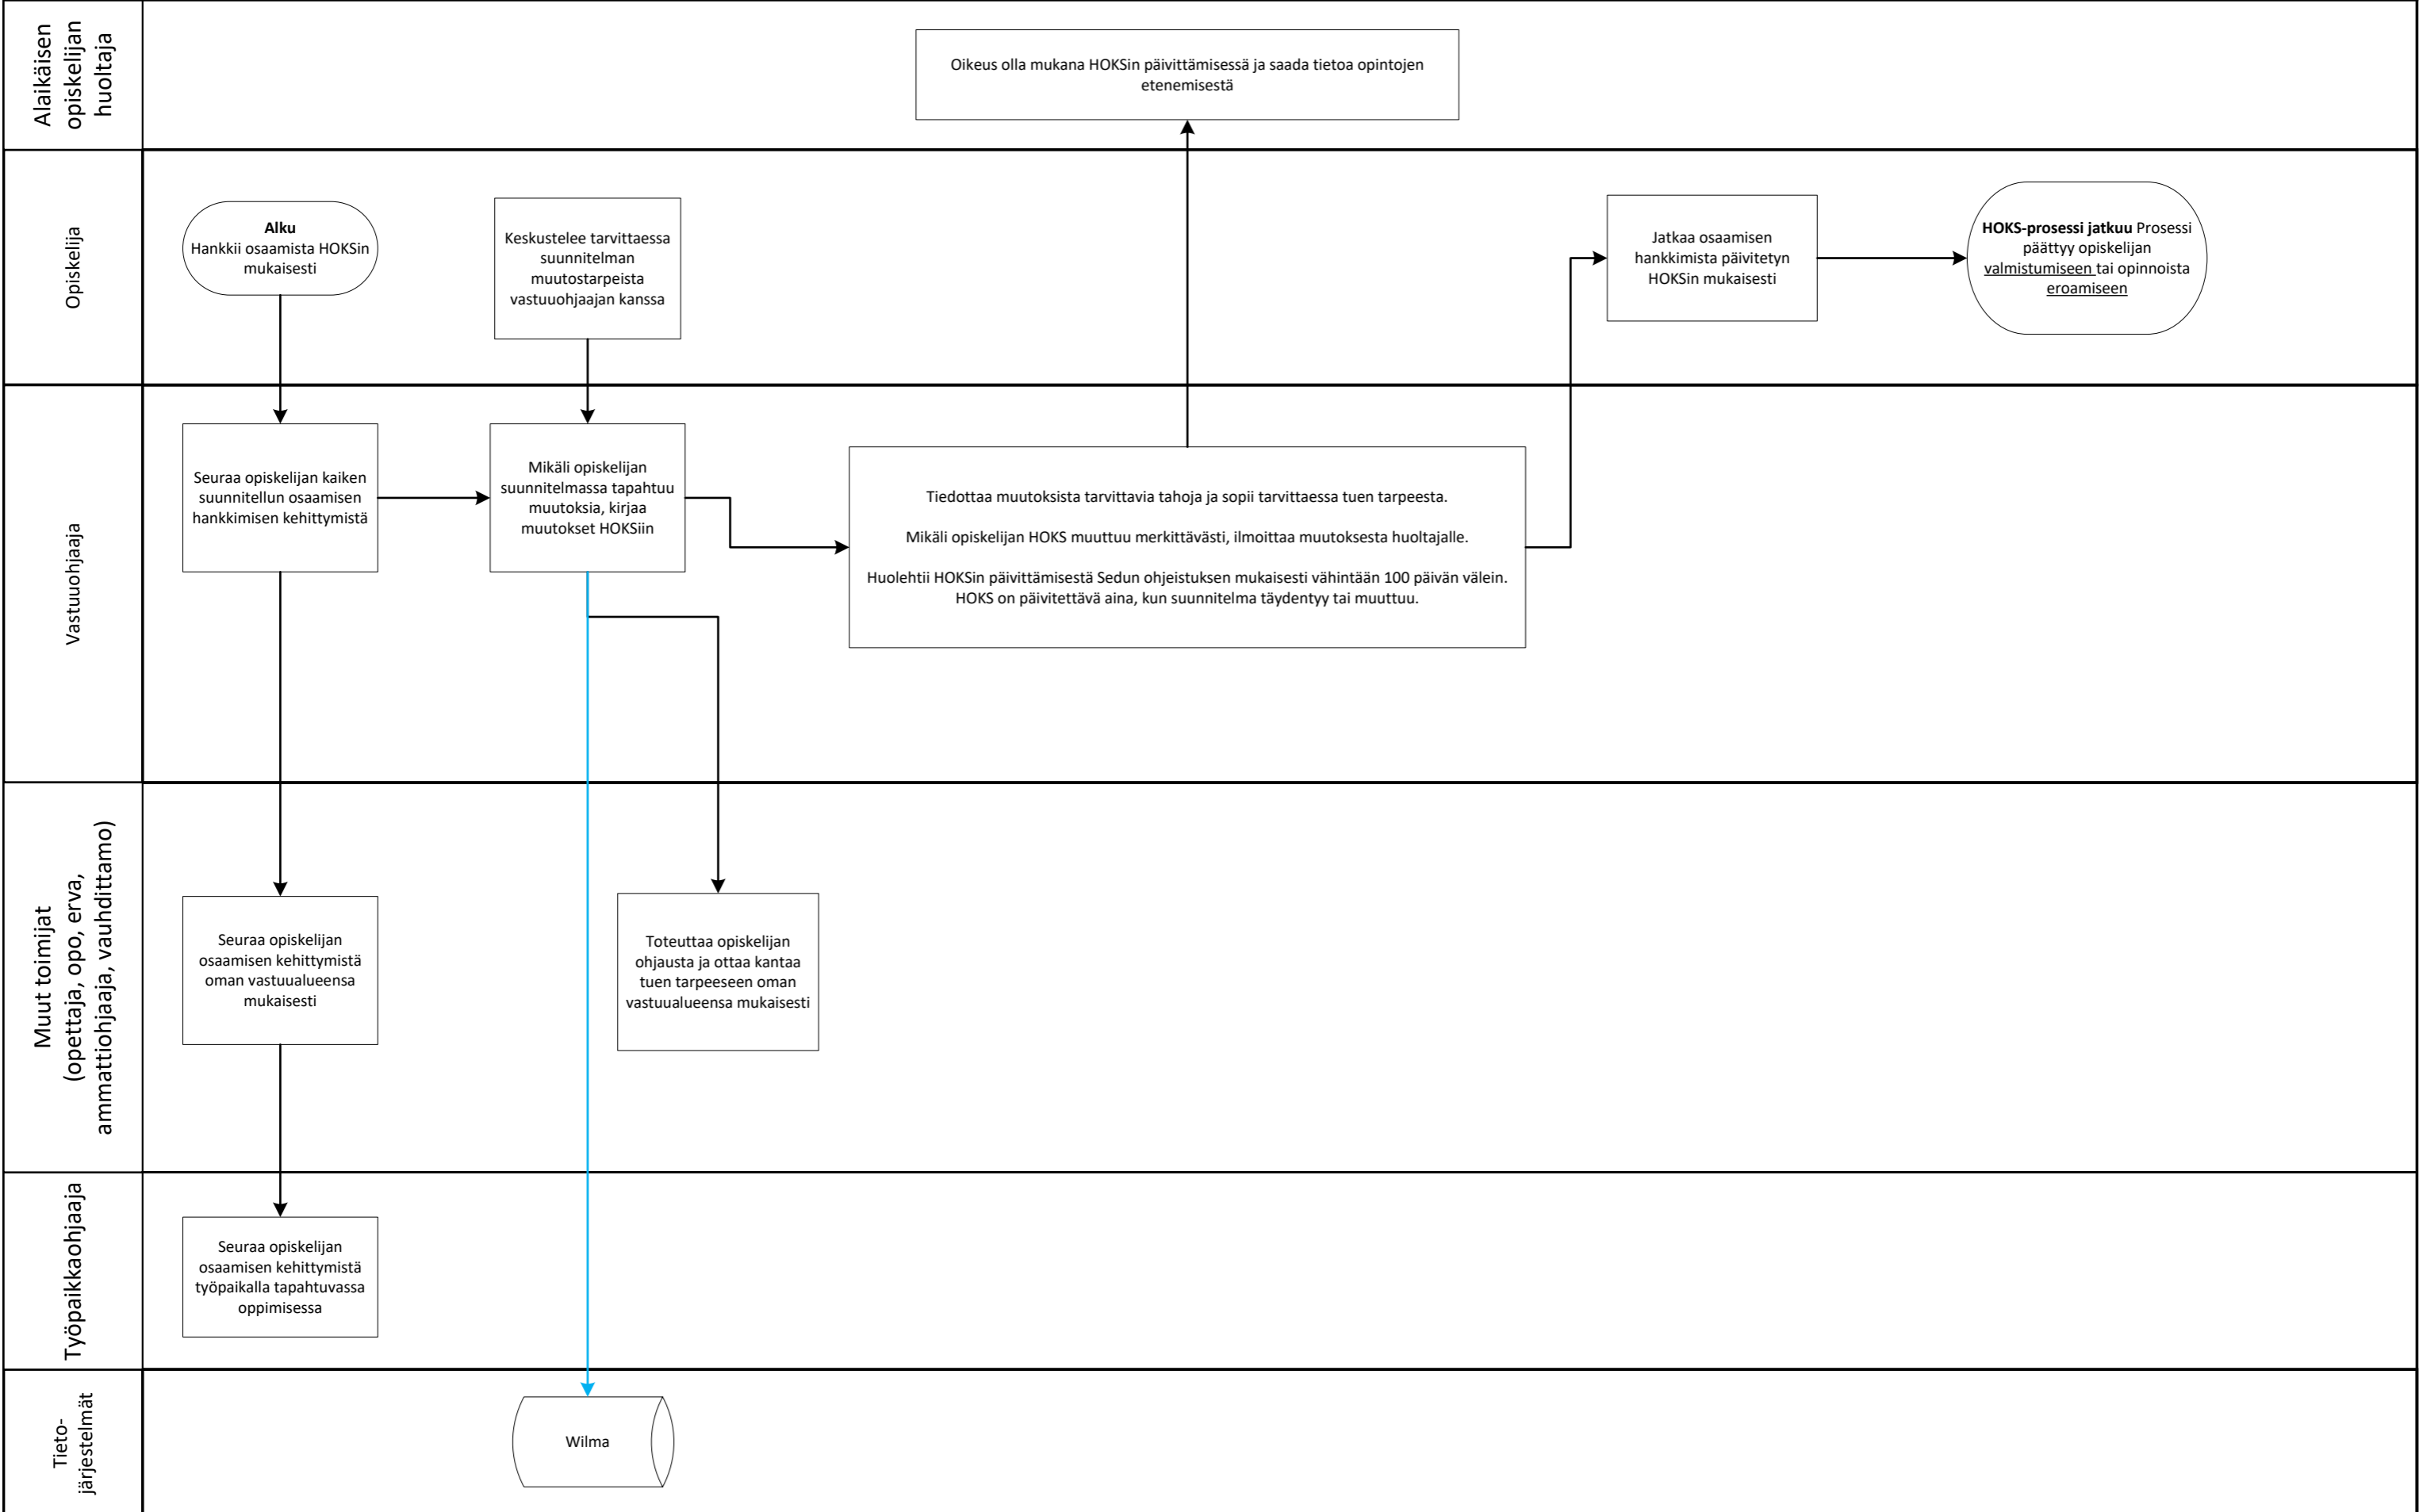 Alaikäisen
opiskelijan
huoltaja
Oikeus olla mukana HOKSin päivittämisessä ja saada tietoa opintojen
etenemisestä
Opiskelija
Alku
Hankkii osaamista HOKSin
mukaisesti
Keskustelee tarvittaessa
suunnitelman
muutostarpeista
vastuuohjaajan kanssa
Jatkaa osaamisen
hankkimista päivitetyn
HOKSin mukaisesti
HOKS-prosessi jatkuu Prosessi
päättyy opiskelijan
valmistumiseen tai opinnoista
eroamiseen
Vastuuohjaaja
Seuraa opiskelijan kaiken
suunnitellun osaamisen
hankkimisen kehittymistä
Mikäli opiskelijan
suunnitelmassa tapahtuu
muutoksia, kirjaa
muutokset HOKSiin
Tiedottaa muutoksista tarvittavia tahoja ja sopii tarvittaessa tuen tarpeesta.
Mikäli opiskelijan HOKS muuttuu merkittävästi, ilmoittaa muutoksesta huoltajalle.
Huolehtii HOKSin päivittämisestä Sedun ohjeistuksen mukaisesti vähintään 100 päivän välein.
HOKS on päivitettävä aina, kun suunnitelma täydentyy tai muuttuu.
Muut toimijat
(opettaja, opo, erva,
ammattiohjaaja, vauhdittamo)
Seuraa opiskelijan
osaamisen kehittymistä
oman vastuualueensa
mukaisesti
Toteuttaa opiskelijan
ohjausta ja ottaa kantaa
tuen tarpeeseen oman
vastuualueensa mukaisesti
Työpaikkaohjaaja
Seuraa opiskelijan
osaamisen kehittymistä
työpaikalla tapahtuvassa
oppimisessa
Tieto-
järjestelmät
Wilma